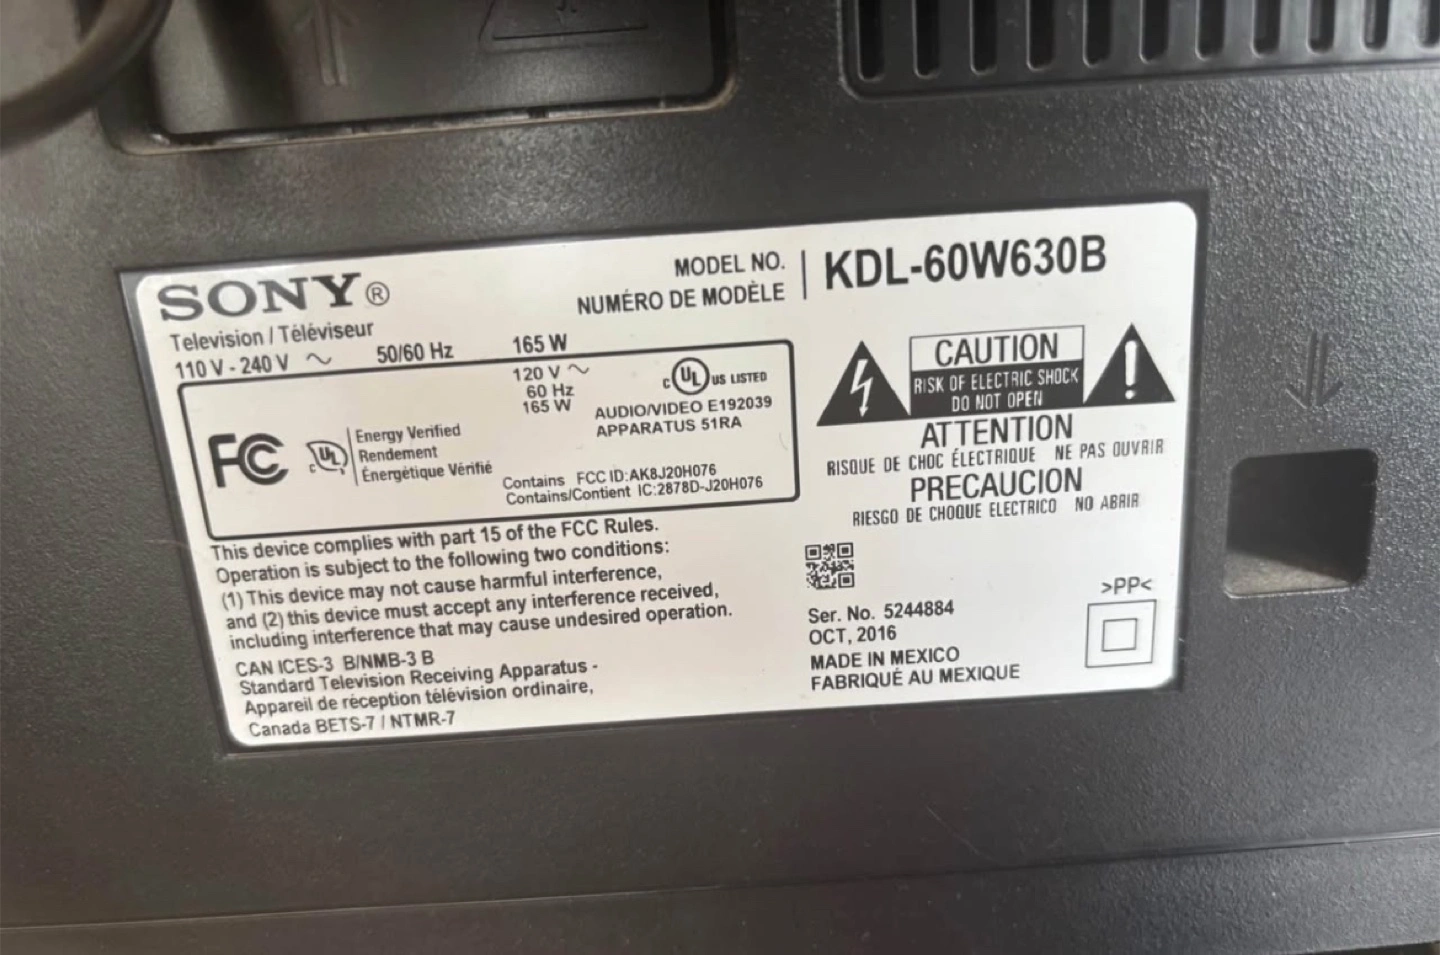 SONY®
MODEL NO.
NUMÉRO DE MODÈLE
KDL-60W630B
Television / Téléviseur
110 V - 240 V ~ 50/60 Hz 165 W
120 V ~
60 Hz
165 W
c UL US LISTED
AUDIO/VIDEO E192039
APPARATUS 51RA
FC
c UL
Energy Verified
Rendement
Énergétique Vérifié
Contains FCC ID:AK8J20H076
Contains/Contient IC:2878D-J20H076
This device complies with part 15 of the FCC Rules.
Operation is subject to the following two conditions:
(1) This device may not cause harmful interference,
and (2) this device must accept any interference received,
including interference that may cause undesired operation.
CAN ICES-3 B/NMB-3 B
Standard Television Receiving Apparatus -
Appareil de réception télévision ordinaire,
Canada BETS-7 / NTMR-7
CAUTION
RISK OF ELECTRIC SHOCK
DO NOT OPEN
ATTENTION
RISQUE DE CHOC ÉLECTRIQUE NE PAS OUVRIR
PRECAUCION
RIESGO DE CHOQUE ELECTRICO NO ABRIR
>PP<
Ser. No. 5244884
OCT, 2016
MADE IN MEXICO
FABRIQUÉ AU MEXIQUE